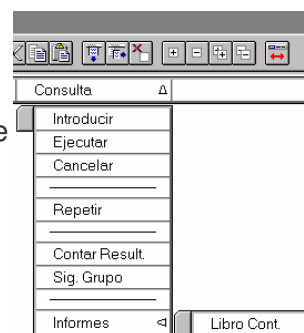 Consulta
Introducir
e
Ejecutar
Cancelar
Repetir
Contar Result.
Sig. Grupo
Informes
Libro Cont.